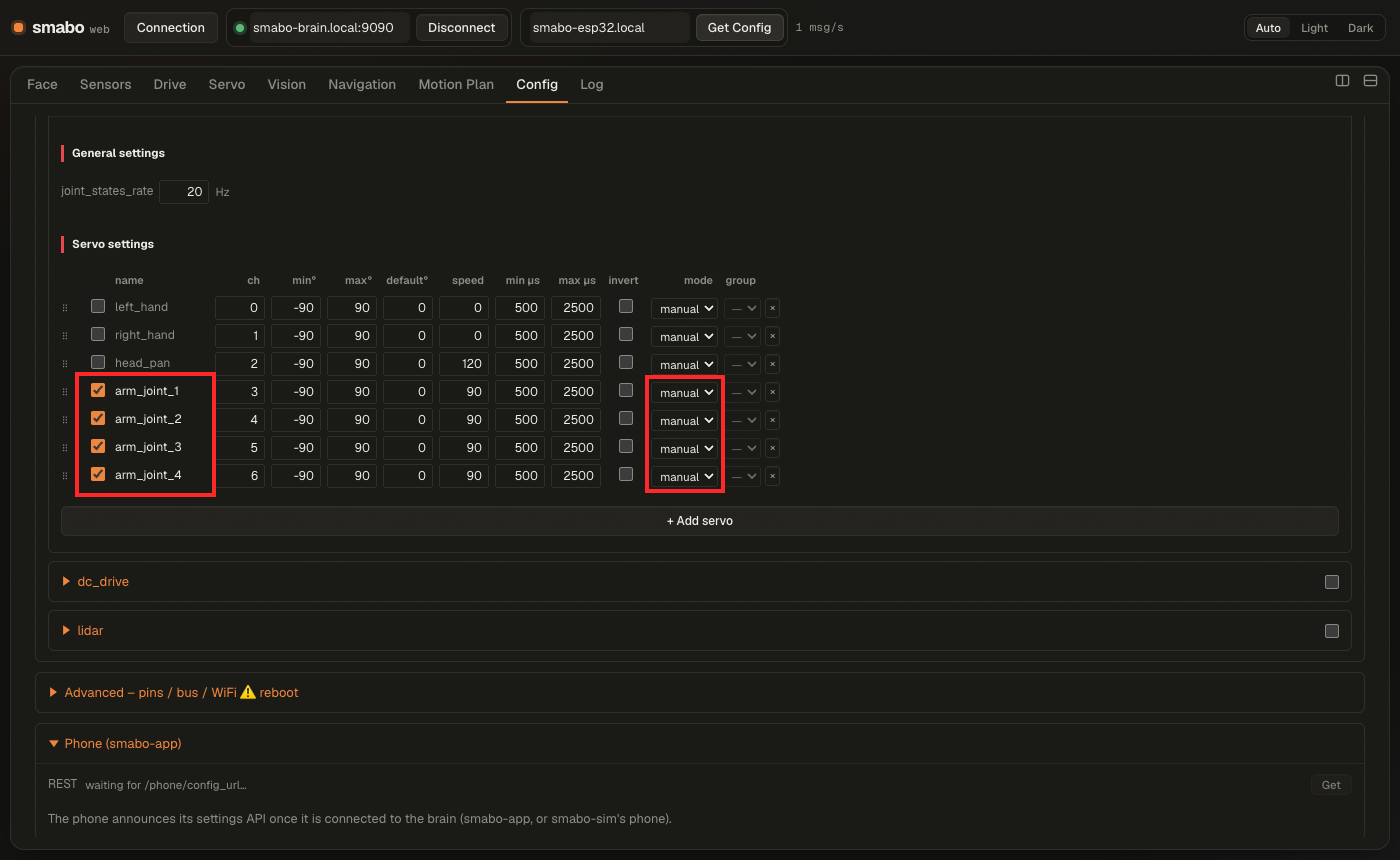 smabo web Connection smabo-brain.local:9090 Disconnect smabo-esp32.local Get Config 1 msg/s Auto Light Dark
Face Sensors Drive Servo Vision Navigation Motion Plan Config Log
General settings
joint_states_rate 20 Hz
Servo settings
name ch min° max° default° speed min µs max µs invert mode group
left_hand 0 -90 90 0 0 500 2500 manual — ×
right_hand 1 -90 90 0 0 500 2500 manual — ×
head_pan 2 -90 90 0 120 500 2500 manual — ×
arm_joint_1 3 -90 90 0 90 500 2500 manual — ×
arm_joint_2 4 -90 90 0 90 500 2500 manual — ×
arm_joint_3 5 -90 90 0 90 500 2500 manual — ×
arm_joint_4 6 -90 90 0 90 500 2500 manual — ×
+ Add servo
dc_drive
lidar
Advanced – pins / bus / WiFi ⚠️ reboot
Phone (smabo-app)
REST waiting for /phone/config_url… Get
The phone announces its settings API once it is connected to the brain (smabo-app, or smabo-sim's phone).